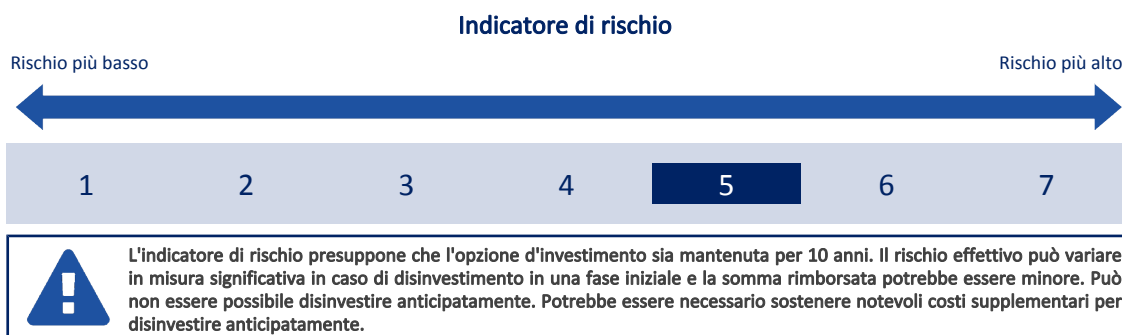 Indicatore di rischio
Rischio più basso
Rischio più alto
1 2 3 4 5 6 7
L'indicatore di rischio presuppone che l'opzione d'investimento sia mantenuta per 10 anni. Il rischio effettivo può variare
in misura significativa in caso di disinvestimento in una fase iniziale e la somma rimborsata potrebbe essere minore. Può
non essere possibile disinvestire anticipatamente. Potrebbe essere necessario sostenere notevoli costi supplementari per
disinvestire anticipatamente.